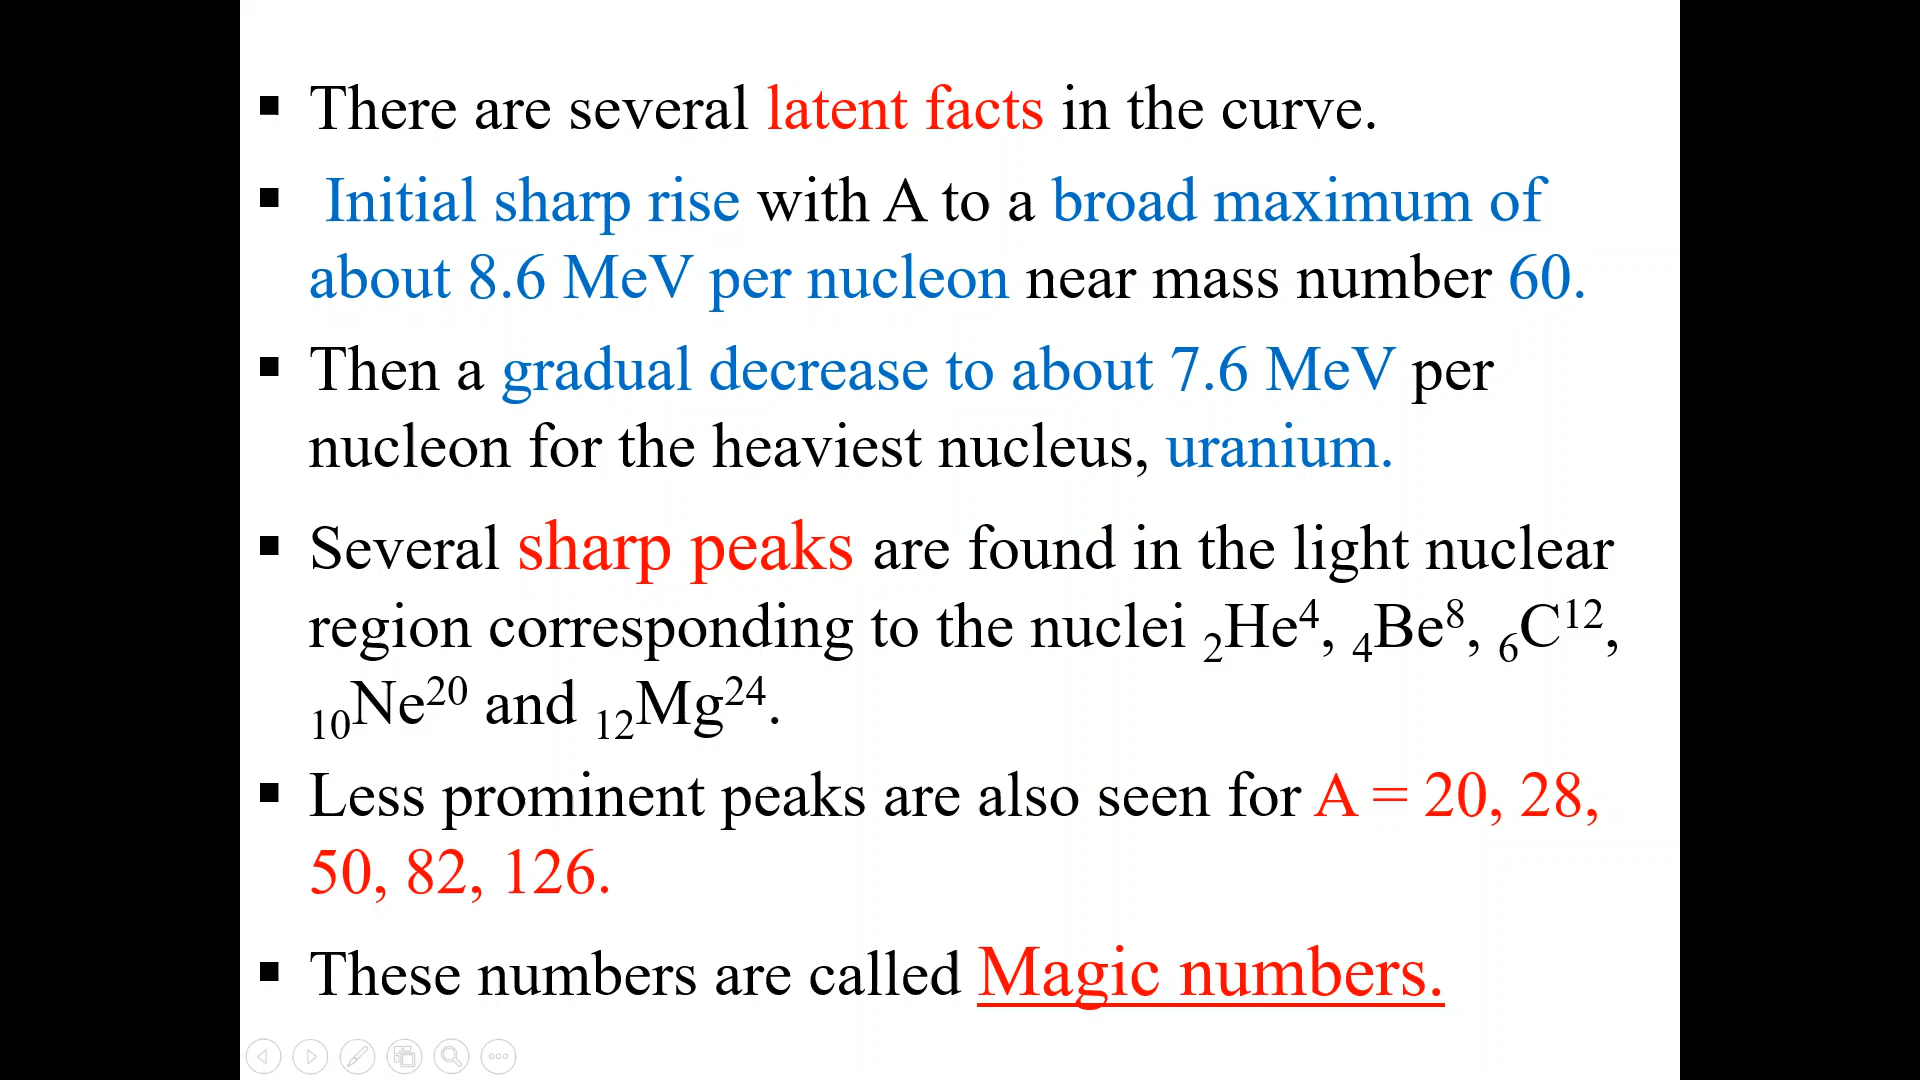 ▪ There are several latent facts in the curve.
▪ Initial sharp rise with A to a broad maximum of
about 8.6 MeV per nucleon near mass number 60.
▪ Then a gradual decrease to about 7.6 MeV per
nucleon for the heaviest nucleus, uranium.
▪ Several sharp peaks are found in the light nuclear
region corresponding to the nuclei ₂He⁴, ₄Be⁸, ₆C¹²,
₁₀Ne²⁰ and ₁₂Mg²⁴.
▪ Less prominent peaks are also seen for A = 20, 28,
50, 82, 126.
▪ These numbers are called Magic numbers.